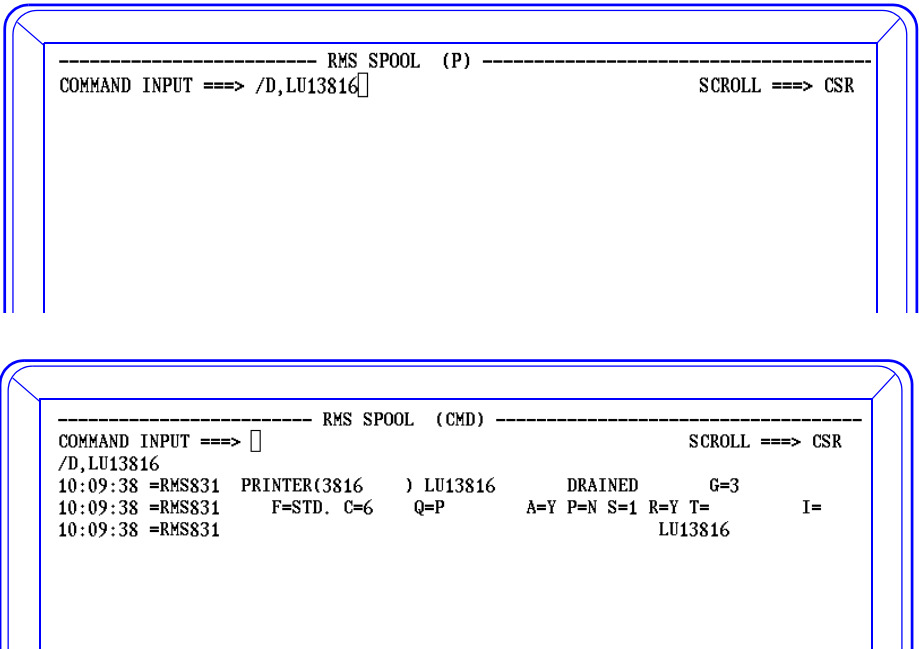 ------------------------- RMS SPOOL (P) --------------------------------------
COMMAND INPUT ===> /D,LU13816 SCROLL ===> CSR
------------------------- RMS SPOOL (CMD) ------------------------------------
COMMAND INPUT ===> SCROLL ===> CSR
/D,LU13816
10:09:38 =RMS831 PRINTER(3816 ) LU13816 DRAINED G=3
10:09:38 =RMS831 F=STD. C=6 Q=P A=Y P=N S=1 R=Y T= I=
10:09:38 =RMS831 LU13816